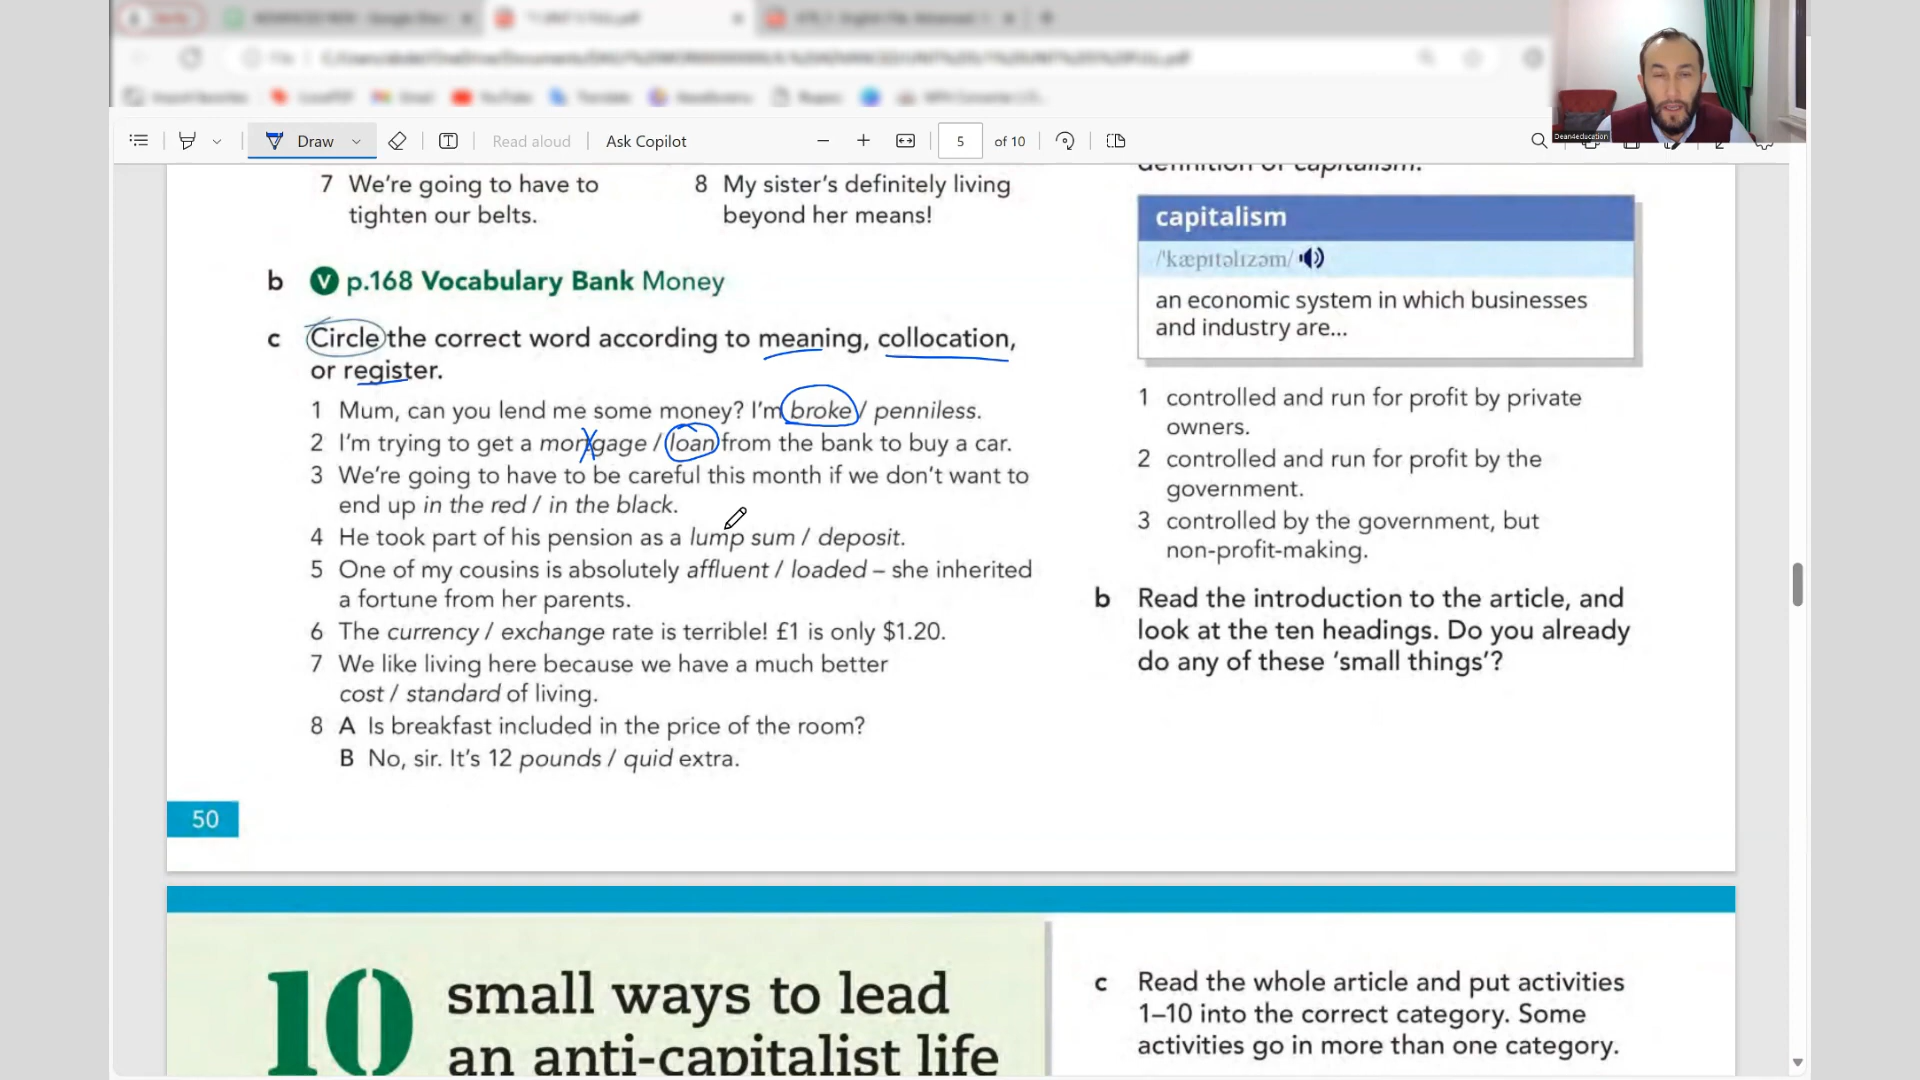 Draw
Read aloud
Ask Copilot
5
of 10
Dean4education
7 We're going to have to
tighten our belts.
8 My sister's definitely living
beyond her means!
b V p.168 Vocabulary Bank Money
c Circle the correct word according to meaning, collocation,
or register.
1 Mum, can you lend me some money? I'm broke / penniless.
2 I'm trying to get a mortgage / loan from the bank to buy a car.
3 We're going to have to be careful this month if we don't want to
end up in the red / in the black.
4 He took part of his pension as a lump sum / deposit.
5 One of my cousins is absolutely affluent / loaded – she inherited
a fortune from her parents.
6 The currency / exchange rate is terrible! £1 is only $1.20.
7 We like living here because we have a much better
cost / standard of living.
8 A Is breakfast included in the price of the room?
B No, sir. It's 12 pounds / quid extra.
50
definition of capitalism.
capitalism
/ˈkæpɪtəlɪzəm/
an economic system in which businesses
and industry are...
1 controlled and run for profit by private
owners.
2 controlled and run for profit by the
government.
3 controlled by the government, but
non-profit-making.
b Read the introduction to the article, and
look at the ten headings. Do you already
do any of these 'small things'?
10 small ways to lead
an anti-capitalist life
c Read the whole article and put activities
1–10 into the correct category. Some
activities go in more than one category.